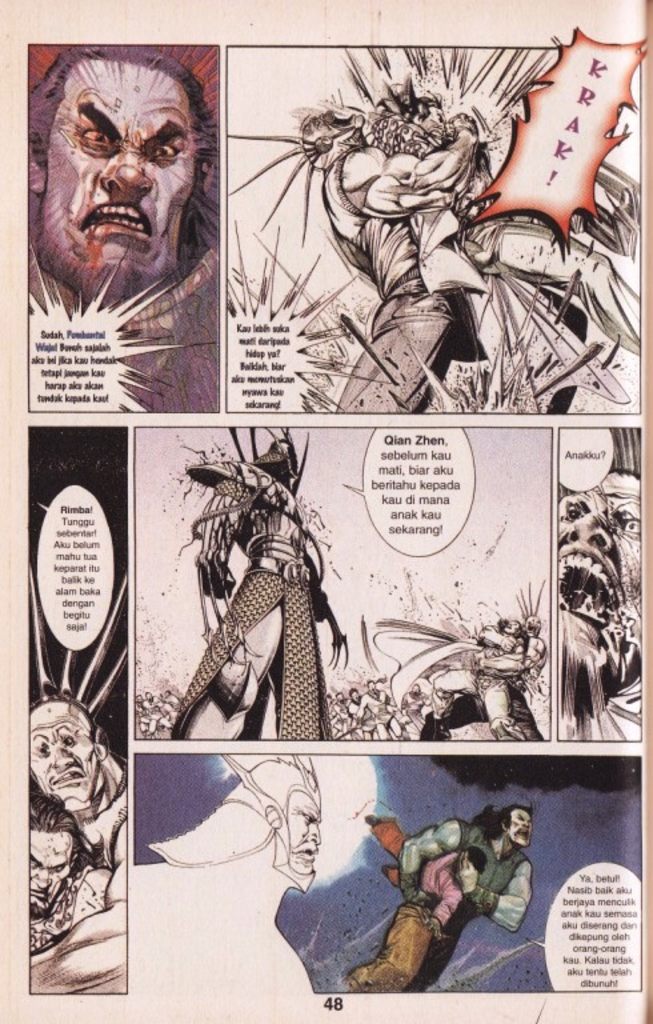 Sudah, Pembantai
Waja! Bunuh sajalah
aku ini jika kau hendak
tetapi jangan kau
harap aku akan
tunduk kepada kau!
Kau lebih suka
mati daripada
hidup ya?
Baiklah, biar
aku memutuskan
nyawa kau
sekarang!
KRAK!
Rimba!
Tunggu
sebentar!
Aku belum
mahu tua
keparat itu
balik ke
alam baka
dengan
begitu
saja!
Qian Zhen,
sebelum kau
mati, biar aku
beritahu kepada
kau di mana
anak kau
sekarang!
Anakku?
Ya, betul!
Nasib baik aku
berjaya menculik
anak kau semasa
aku diserang dan
dikepung oleh
orang-orang
kau. Kalau tidak,
aku tentu telah
dibunuh!
48